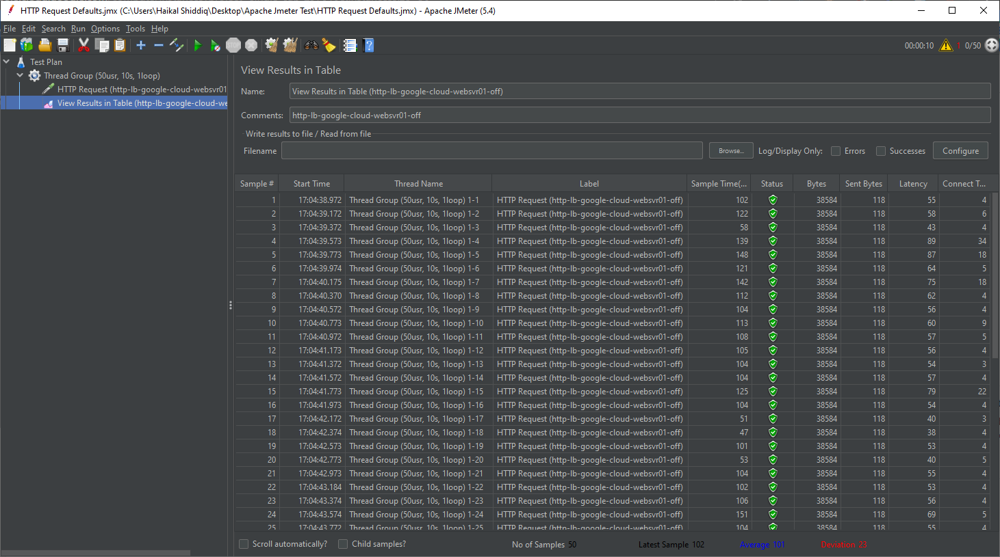 HTTP Request Defaults.jmx (C:\Users\Haikal Shiddiq\Desktop\Apache Jmeter Test\HTTP Request Defaults.jmx) - Apache JMeter (5.4)
File Edit Search Run Options Tools Help
STOP 00:00:10 1 0/50
Test Plan
Thread Group (50usr, 10s, 1loop)
HTTP Request (http-lb-google-cloud-websvr01
View Results in Table (http-lb-google-cloud-we
View Results in Table
Name: View Results in Table (http-lb-google-cloud-websvr01-off)
Comments: http-lb-google-cloud-websvr01-off
Write results to file / Read from file
Filename Browse... Log/Display Only: Errors Successes Configure
Sample # Start Time Thread Name Label Sample Time(... Status Bytes Sent Bytes Latency Connect T...
1 17:04:38.972 Thread Group (50usr, 10s, 1loop) 1-1 HTTP Request (http-lb-google-cloud-websvr01-off) 102 38584 118 55 4
2 17:04:39.172 Thread Group (50usr, 10s, 1loop) 1-2 HTTP Request (http-lb-google-cloud-websvr01-off) 122 38584 118 58 6
3 17:04:39.372 Thread Group (50usr, 10s, 1loop) 1-3 HTTP Request (http-lb-google-cloud-websvr01-off) 58 38584 118 43 4
4 17:04:39.573 Thread Group (50usr, 10s, 1loop) 1-4 HTTP Request (http-lb-google-cloud-websvr01-off) 139 38584 118 89 34
5 17:04:39.773 Thread Group (50usr, 10s, 1loop) 1-5 HTTP Request (http-lb-google-cloud-websvr01-off) 148 38584 118 87 18
6 17:04:39.974 Thread Group (50usr, 10s, 1loop) 1-6 HTTP Request (http-lb-google-cloud-websvr01-off) 121 38584 118 64 5
7 17:04:40.175 Thread Group (50usr, 10s, 1loop) 1-7 HTTP Request (http-lb-google-cloud-websvr01-off) 142 38584 118 75 18
8 17:04:40.370 Thread Group (50usr, 10s, 1loop) 1-8 HTTP Request (http-lb-google-cloud-websvr01-off) 112 38584 118 62 4
9 17:04:40.572 Thread Group (50usr, 10s, 1loop) 1-9 HTTP Request (http-lb-google-cloud-websvr01-off) 104 38584 118 56 4
10 17:04:40.773 Thread Group (50usr, 10s, 1loop) 1-10 HTTP Request (http-lb-google-cloud-websvr01-off) 113 38584 118 60 9
11 17:04:40.972 Thread Group (50usr, 10s, 1loop) 1-11 HTTP Request (http-lb-google-cloud-websvr01-off) 108 38584 118 57 5
12 17:04:41.173 Thread Group (50usr, 10s, 1loop) 1-12 HTTP Request (http-lb-google-cloud-websvr01-off) 105 38584 118 56 4
13 17:04:41.372 Thread Group (50usr, 10s, 1loop) 1-13 HTTP Request (http-lb-google-cloud-websvr01-off) 104 38584 118 54 3
14 17:04:41.572 Thread Group (50usr, 10s, 1loop) 1-14 HTTP Request (http-lb-google-cloud-websvr01-off) 104 38584 118 57 4
15 17:04:41.773 Thread Group (50usr, 10s, 1loop) 1-15 HTTP Request (http-lb-google-cloud-websvr01-off) 125 38584 118 79 22
16 17:04:41.973 Thread Group (50usr, 10s, 1loop) 1-16 HTTP Request (http-lb-google-cloud-websvr01-off) 104 38584 118 54 4
17 17:04:42.172 Thread Group (50usr, 10s, 1loop) 1-17 HTTP Request (http-lb-google-cloud-websvr01-off) 51 38584 118 40 3
18 17:04:42.374 Thread Group (50usr, 10s, 1loop) 1-18 HTTP Request (http-lb-google-cloud-websvr01-off) 47 38584 118 38 4
19 17:04:42.573 Thread Group (50usr, 10s, 1loop) 1-19 HTTP Request (http-lb-google-cloud-websvr01-off) 101 38584 118 53 4
20 17:04:42.773 Thread Group (50usr, 10s, 1loop) 1-20 HTTP Request (http-lb-google-cloud-websvr01-off) 53 38584 118 40 5
21 17:04:42.973 Thread Group (50usr, 10s, 1loop) 1-21 HTTP Request (http-lb-google-cloud-websvr01-off) 104 38584 118 55 4
22 17:04:43.184 Thread Group (50usr, 10s, 1loop) 1-22 HTTP Request (http-lb-google-cloud-websvr01-off) 102 38584 118 53 4
23 17:04:43.374 Thread Group (50usr, 10s, 1loop) 1-23 HTTP Request (http-lb-google-cloud-websvr01-off) 106 38584 118 56 4
24 17:04:43.574 Thread Group (50usr, 10s, 1loop) 1-24 HTTP Request (http-lb-google-cloud-websvr01-off) 151 38584 118 69 5
25 17:04:43.772 Thread Group (50usr, 10s, 1loop) 1-25 HTTP Request (http-lb-google-cloud-websvr01-off) 104 38584 118 55 4
Scroll automatically? Child samples? No of Samples 50 Latest Sample 102 Average 101 Deviation 23